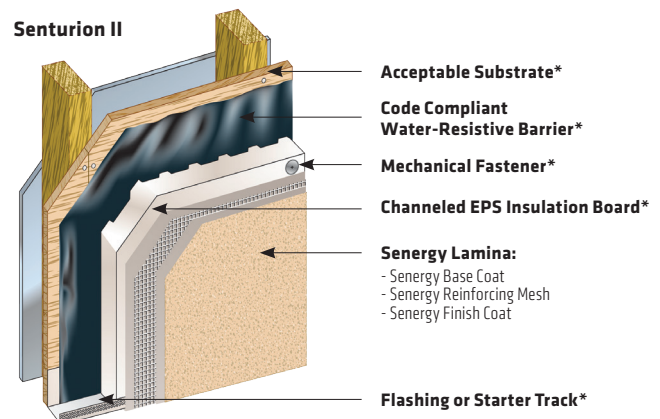 Senturion II
Acceptable Substrate*
Code Compliant
Water-Resistive Barrier*
Mechanical Fastener*
Channeled EPS Insulation Board*
Senergy Lamina:
- Senergy Base Coat
- Senergy Reinforcing Mesh
- Senergy Finish Coat
Flashing or Starter Track*